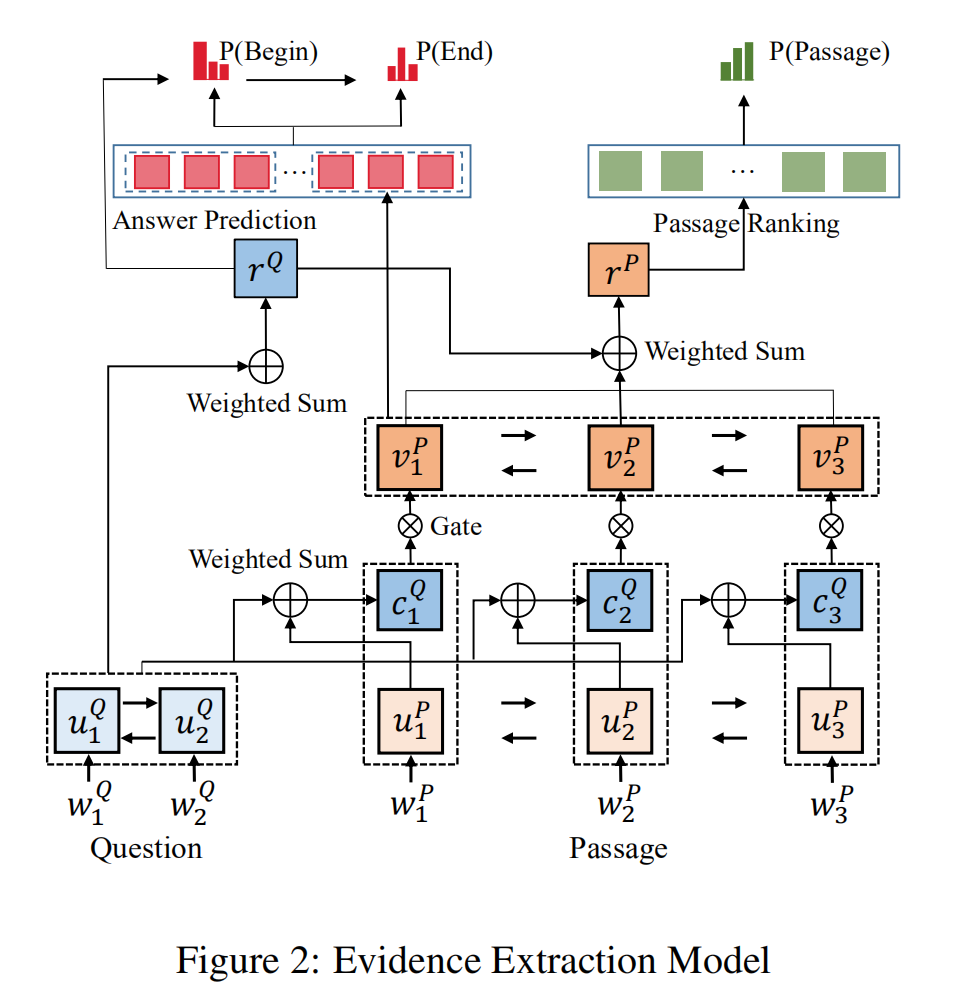 P(Begin)
P(End)
P(Passage)
...
...
Answer Prediction
Passage Ranking
r^Q
r^P
Weighted Sum
Weighted Sum
v_1^P
v_2^P
v_3^P
Gate
Weighted Sum
c_1^Q
c_2^Q
c_3^Q
u_1^Q
u_2^Q
u_1^P
u_2^P
u_3^P
w_1^Q
w_2^Q
w_1^P
w_2^P
w_3^P
Question
Passage
Figure 2: Evidence Extraction Model